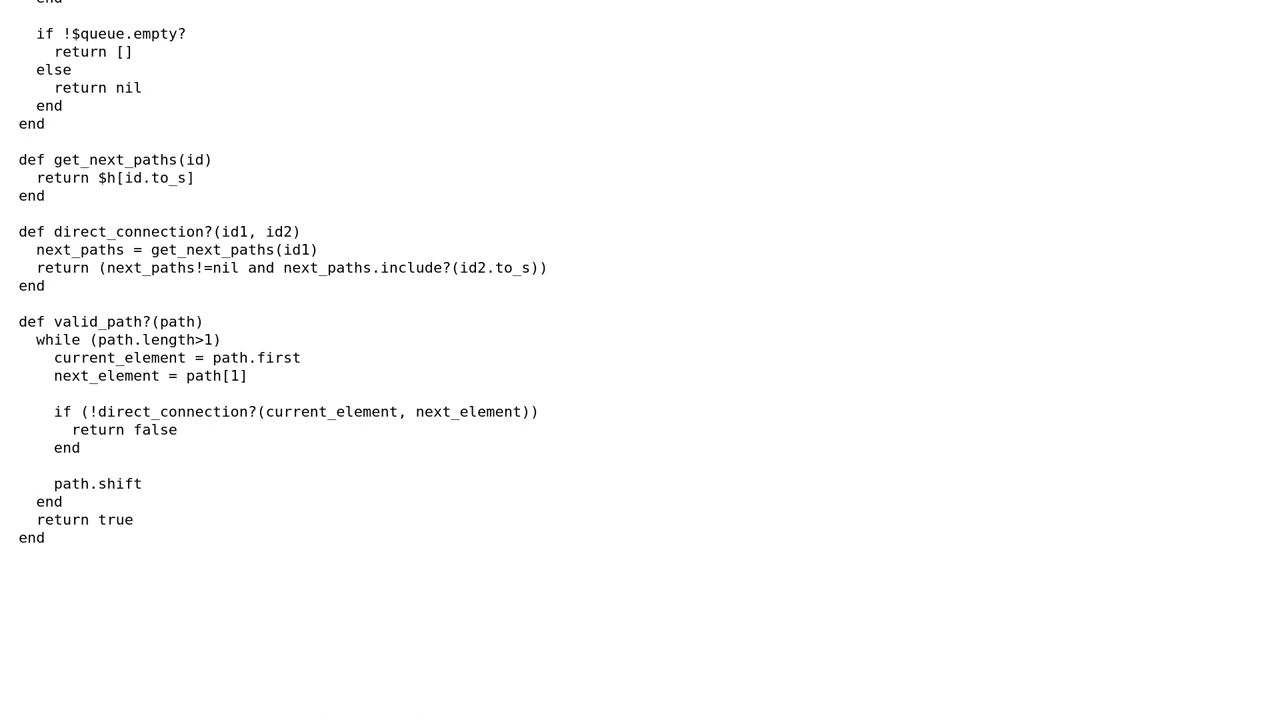 end

  if !$queue.empty?
    return []
  else
    return nil
  end
end

def get_next_paths(id)
  return $h[id.to_s]
end

def direct_connection?(id1, id2)
  next_paths = get_next_paths(id1)
  return (next_paths!=nil and next_paths.include?(id2.to_s))
end

def valid_path?(path)
  while (path.length>1)
    current_element = path.first
    next_element = path[1]

    if (!direct_connection?(current_element, next_element))
      return false
    end

    path.shift
  end
  return true
end